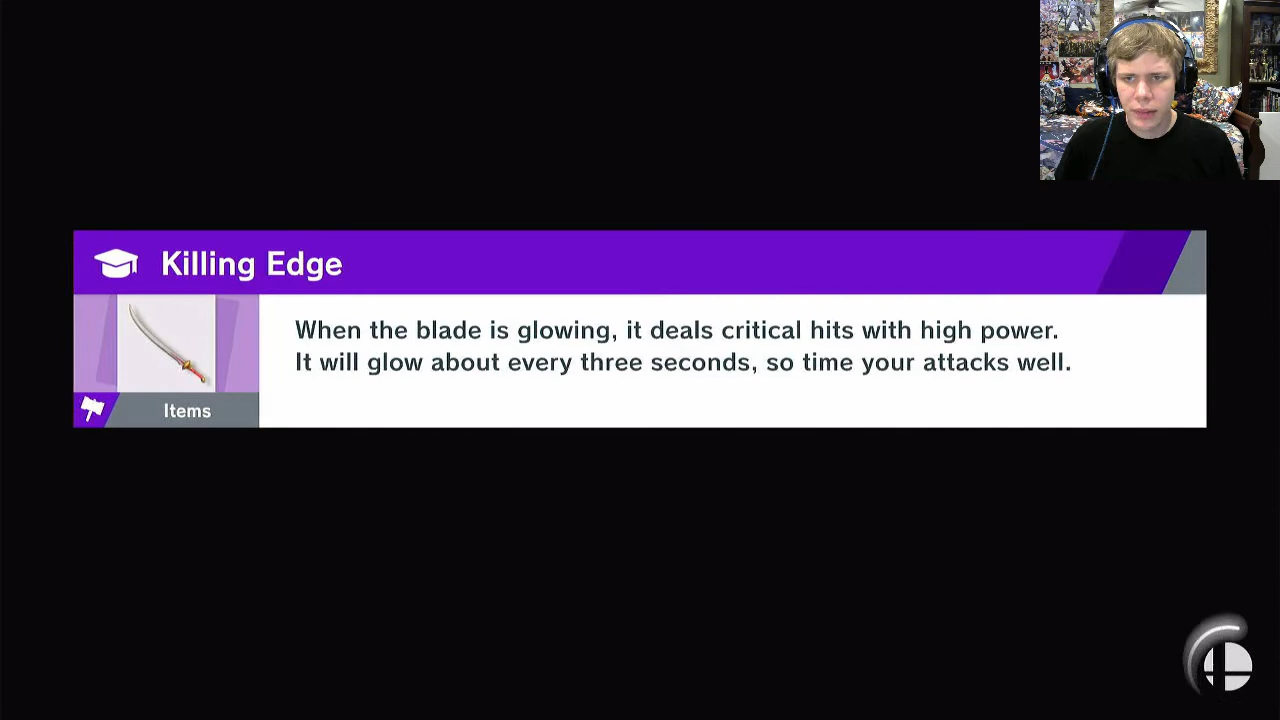 Killing Edge
When the blade is glowing, it deals critical hits with high power.
It will glow about every three seconds, so time your attacks well.
Items